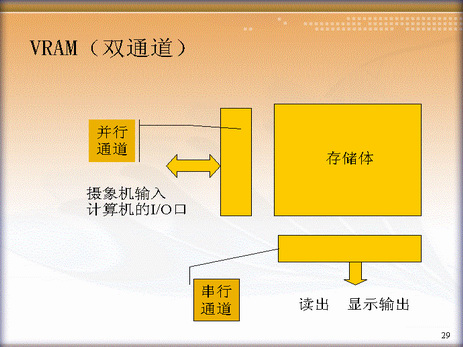 VRAM（双通道）
并行
通道
存储体
摄象机输入
计算机的I/O口
串行
通道
读出 显示输出
29